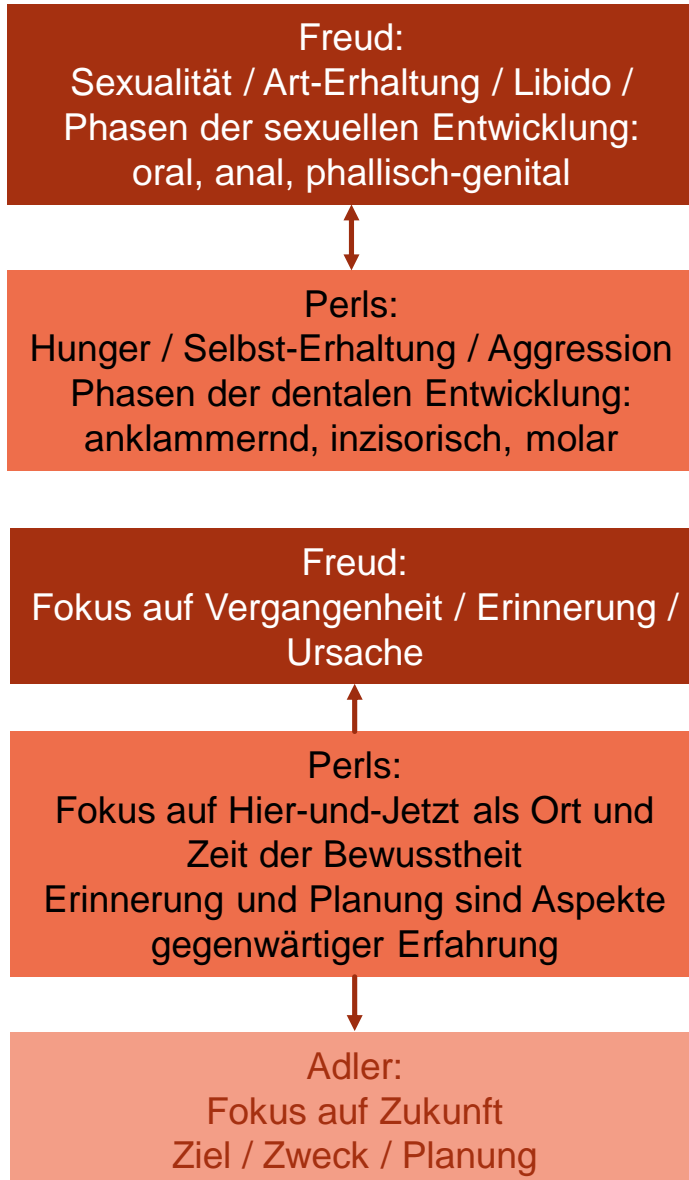 Freud:
Sexualität / Art-Erhaltung / Libido /
Phasen der sexuellen Entwicklung:
oral, anal, phallisch-genital
Perls:
Hunger / Selbst-Erhaltung / Aggression
Phasen der dentalen Entwicklung:
anklammernd, inzisorisch, molar
Freud:
Fokus auf Vergangenheit / Erinnerung /
Ursache
Perls:
Fokus auf Hier-und-Jetzt als Ort und
Zeit der Bewusstheit
Erinnerung und Planung sind Aspekte
gegenwärtiger Erfahrung
Adler:
Fokus auf Zukunft
Ziel / Zweck / Planung